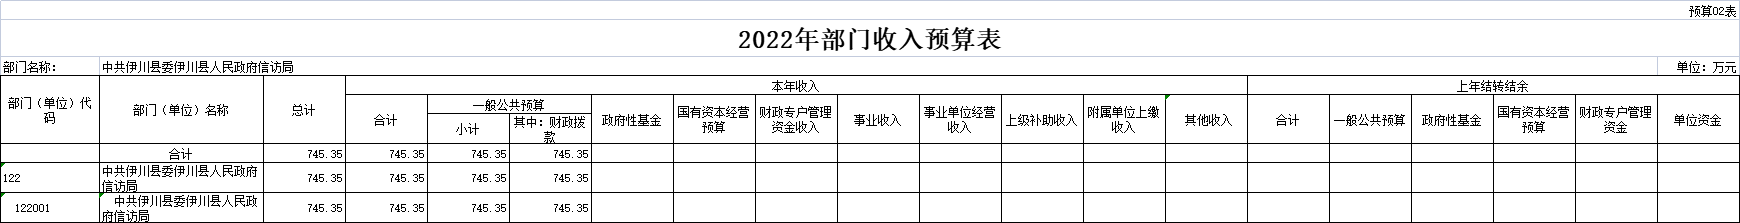 预算02表
2022年部门收入预算表
部门名称： 中共伊川县委伊川县人民政府信访局 单位：万元
部门（单位）代码 部门（单位）名称 总计 本年收入 上年结转结余
合计 一般公共预算 政府性基金 国有资本经营预算 财政专户管理资金收入 事业收入 事业单位经营收入 上级补助收入 附属单位上缴收入 其他收入 合计 一般公共预算 政府性基金 国有资本经营预算 财政专户管理资金 单位资金
小计 其中：财政拨款
合计 745.35 745.35 745.35 745.35
122 中共伊川县委伊川县人民政府信访局 745.35 745.35 745.35 745.35
122001 中共伊川县委伊川县人民政府信访局 745.35 745.35 745.35 745.35